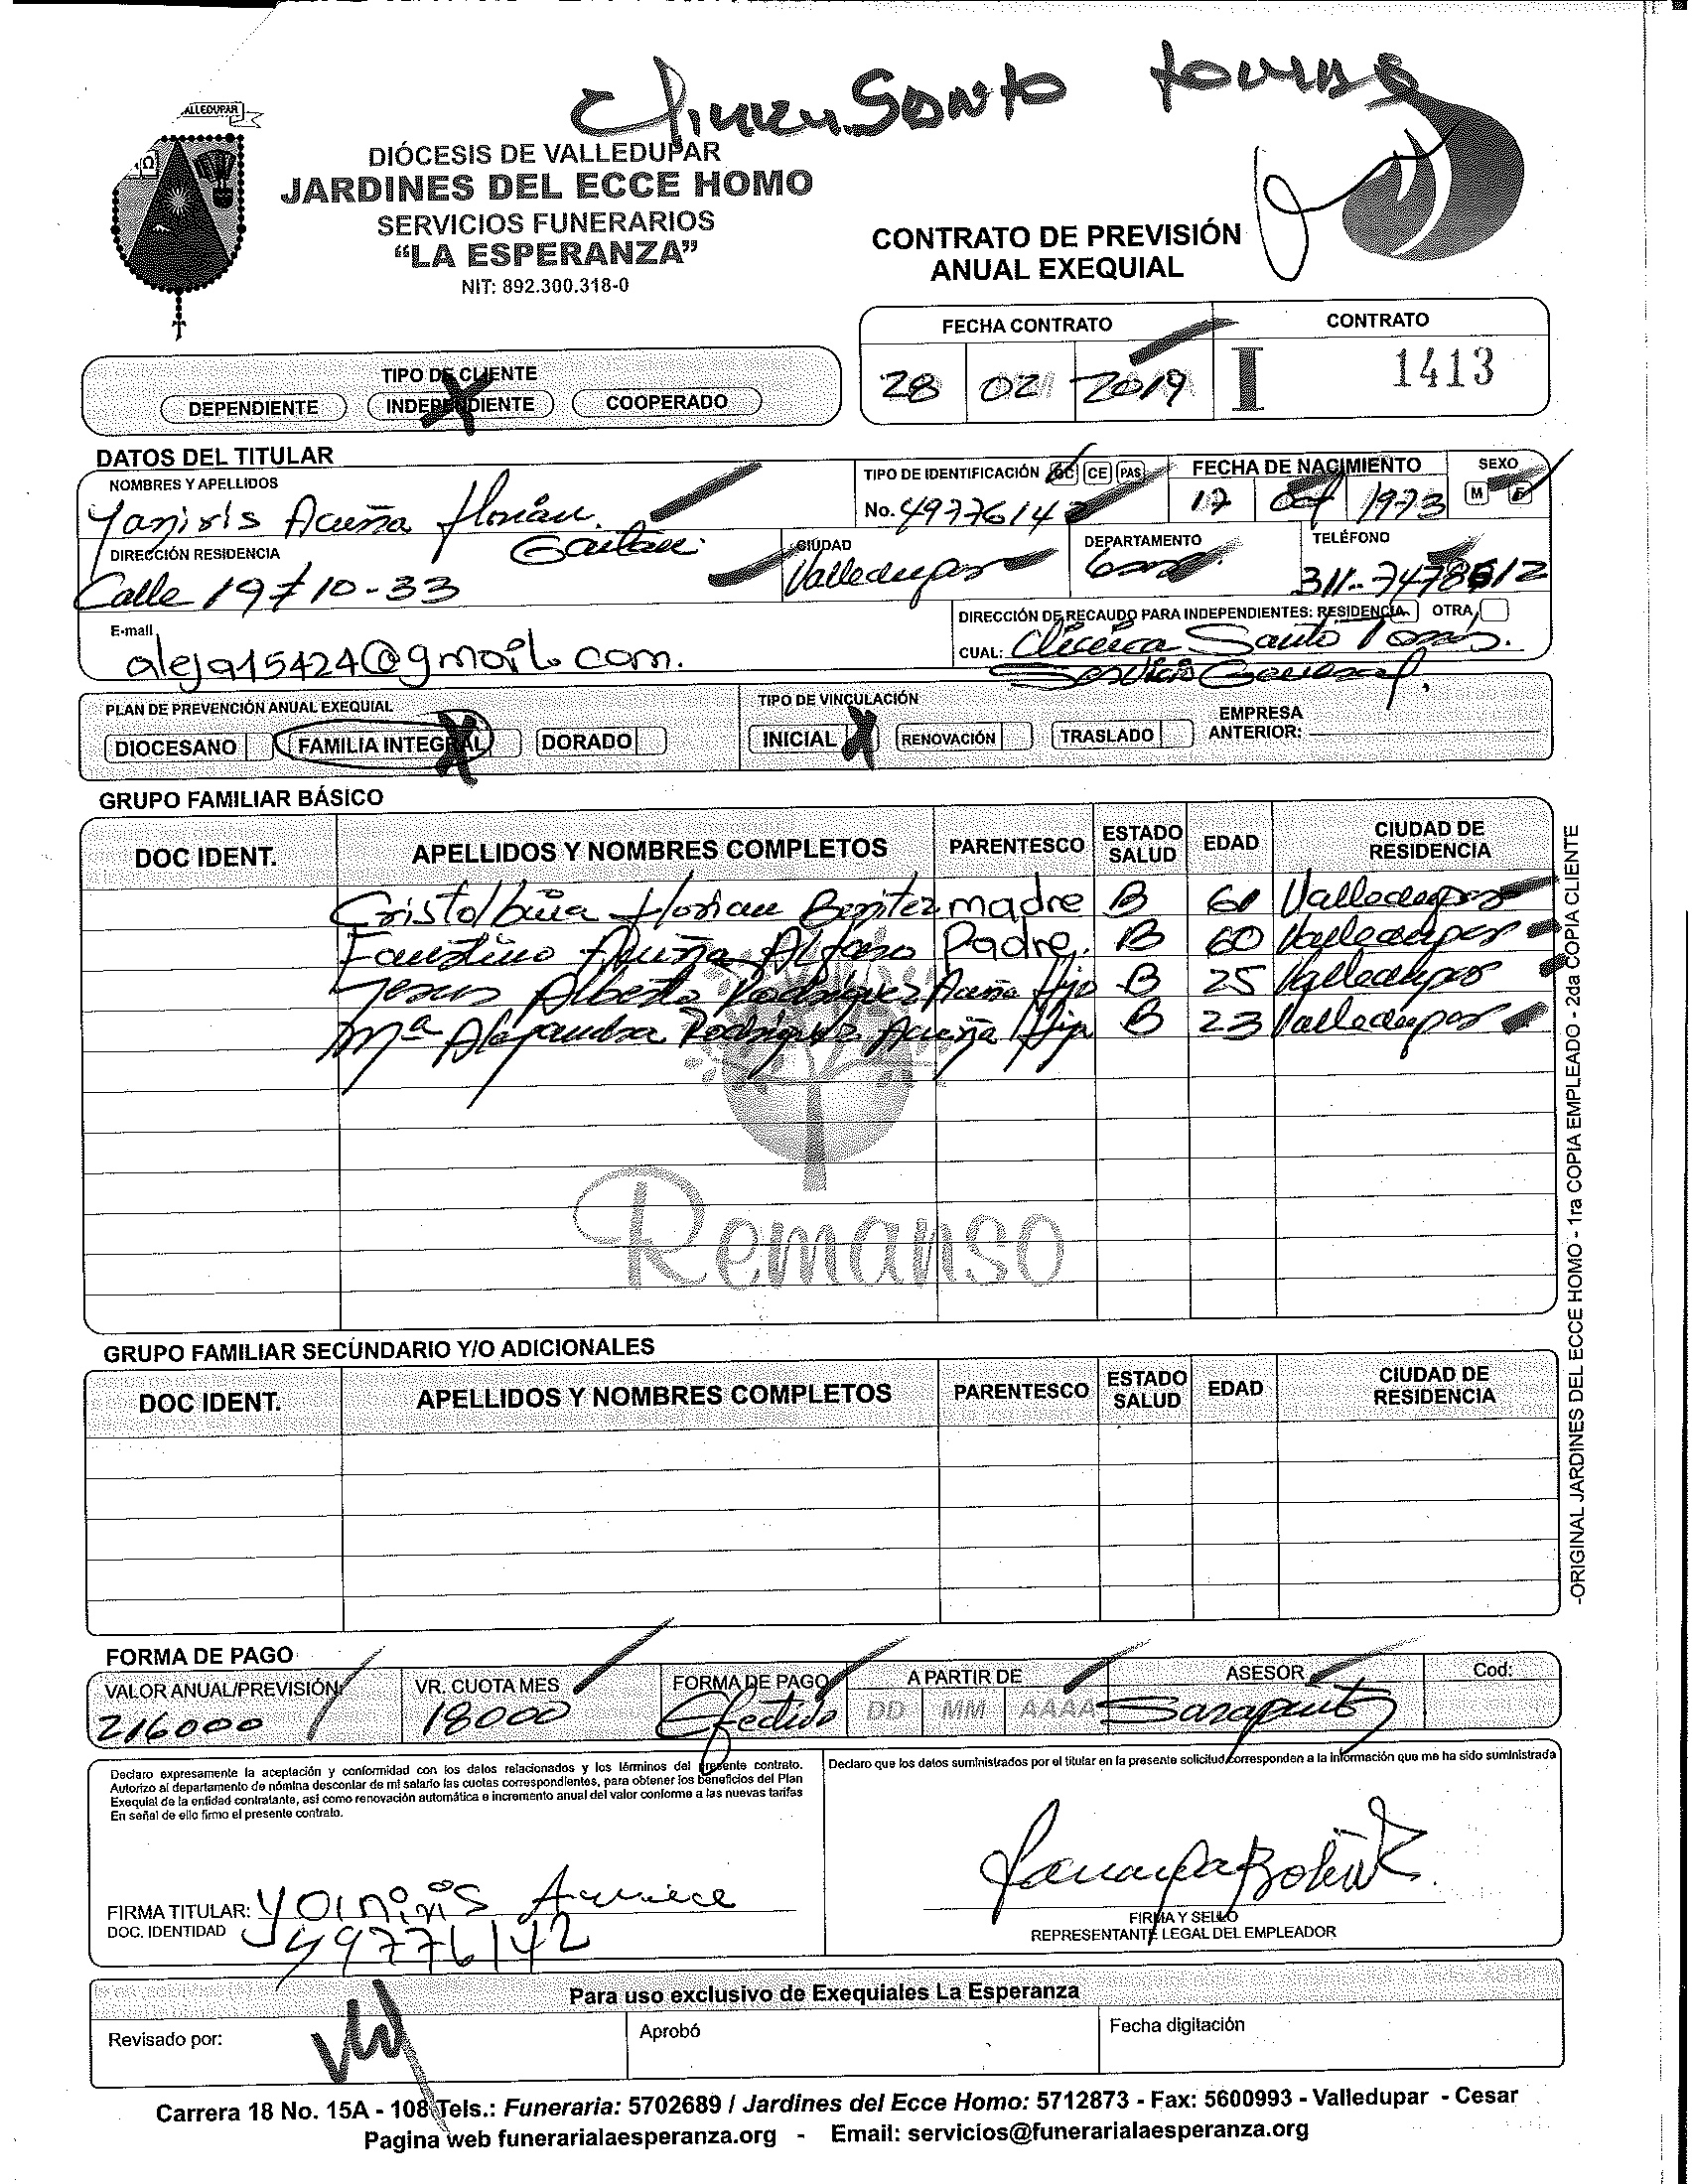 Clinica Santo Tomas
ALLEDUPAR
DIÓCESIS DE VALLEDUPAR
JARDINES DEL ECCE HOMO
SERVICIOS FUNERARIOS
“LA ESPERANZA”
NIT: 892.300.318-0
CONTRATO DE PREVISIÓN
ANUAL EXEQUIAL
FECHA CONTRATO CONTRATO
28 02 2019 I 1413
TIPO DE CLIENTE
DEPENDIENTE INDEPENDIENTE X COOPERADO
DATOS DEL TITULAR
NOMBRES Y APELLIDOS
Yaniris Acuña Florián
TIPO DE IDENTIFICACIÓN CC CE PAS
No. 49776142
FECHA DE NACIMIENTO
17 Oct 1973
SEXO
M F
DIRECCIÓN RESIDENCIA
Gaitan
Calle 19 # 10-33
CIUDAD
Valledupar
DEPARTAMENTO
TELÉFONO
E-mail
aleja15424@gmail.com.
DIRECCIÓN DE RECAUDO PARA INDEPENDIENTES: RESIDENCIA OTRA
CUAL: Clinica Santo Tomás.
Servicio General
PLAN DE PREVENCIÓN ANUAL EXEQUIAL
DIOCESANO FAMILIA INTEGRAL X DORADO
TIPO DE VINCULACIÓN
INICIAL X RENOVACIÓN TRASLADO
EMPRESA
ANTERIOR:
GRUPO FAMILIAR BÁSICO
DOC IDENT. APELLIDOS Y NOMBRES COMPLETOS PARENTESCO ESTADO SALUD EDAD CIUDAD DE RESIDENCIA
Cristolbina Florian Benitez madre B 61 Valledupar
Faustino Acuña Alfaro Padre B 60 Valledupar
Jesus Alberto Rodriguez Acuña Hijo B 25 Valledupar
Mª Alejandra Rodriguez Acuña Hija B 23 Valledupar
Remanso
GRUPO FAMILIAR SECUNDARIO Y/O ADICIONALES
DOC IDENT. APELLIDOS Y NOMBRES COMPLETOS PARENTESCO ESTADO SALUD EDAD CIUDAD DE RESIDENCIA
-ORIGINAL JARDINES DEL ECCE HOMO - 1ra COPIA EMPLEADO - 2da COPIA CLIENTE
FORMA DE PAGO
VALOR ANUAL/PREVISIÓN VR. CUOTA MES FORMA DE PAGO A PARTIR DE ASESOR Cod:
216000 18000 Efectivo DD MM AAAA
Declaro expresamente la aceptación y conformidad con los datos relacionados y los términos del presente contrato.
Autorizo al departamento de nómina descontar de mi salario las cuotas correspondientes, para obtener los beneficios del Plan
Exequial de la entidad contratante, así como renovación automática e incremento anual del valor conforme a las nuevas tarifas
En señal de ello firmo el presente contrato.
Declaro que los datos suministrados por el titular en la presente solicitud corresponden a la información que me ha sido suministrada
FIRMA TITULAR: Yaniris Acuña
DOC. IDENTIDAD 49776142
FIRMA Y SELLO
REPRESENTANTE LEGAL DEL EMPLEADOR
Para uso exclusivo de Exequiales La Esperanza
Revisado por: Aprobó Fecha digitación
Carrera 18 No. 15A - 108 Tels.: Funeraria: 5702689 / Jardines del Ecce Homo: 5712873 - Fax: 5600993 - Valledupar - Cesar
Pagina web funerarialaesperanza.org - Email: servicios@funerarialaesperanza.org